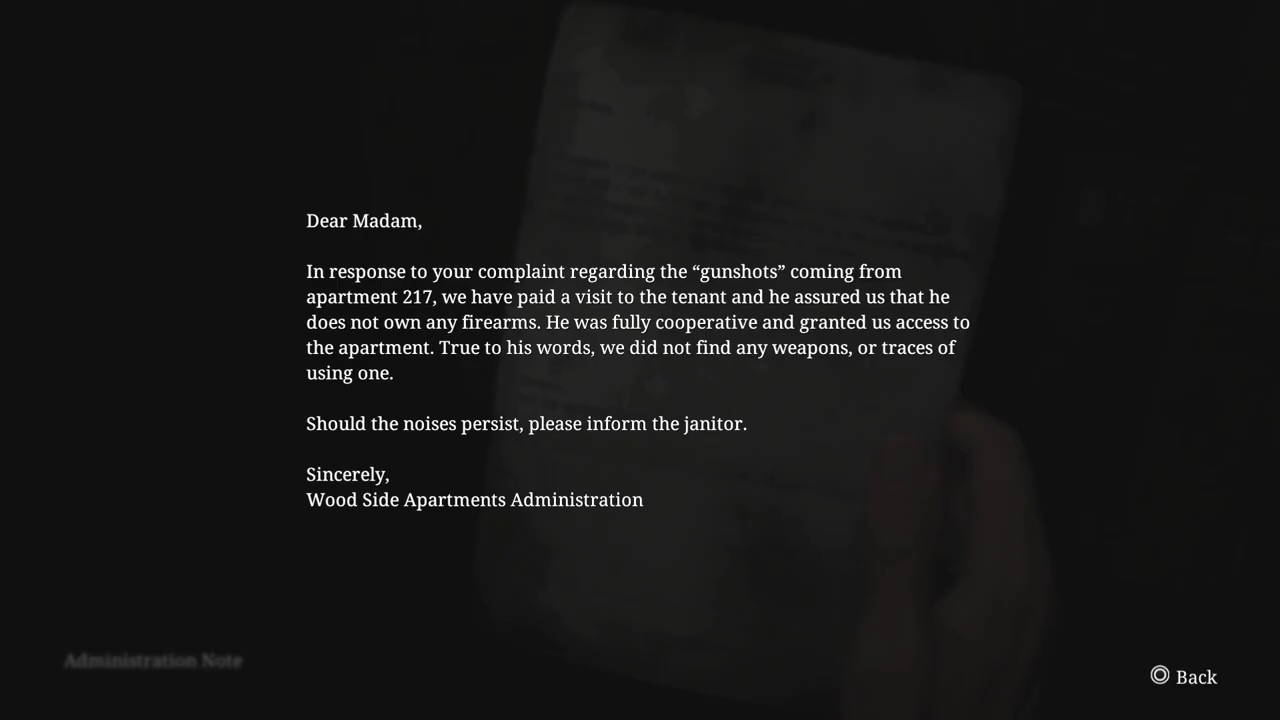 Dear Madam,
In response to your complaint regarding the “gunshots” coming from
apartment 217, we have paid a visit to the tenant and he assured us that he
does not own any firearms. He was fully cooperative and granted us access to
the apartment. True to his words, we did not find any weapons, or traces of
using one.
Should the noises persist, please inform the janitor.
Sincerely,
Wood Side Apartments Administration
Administration Note
Back